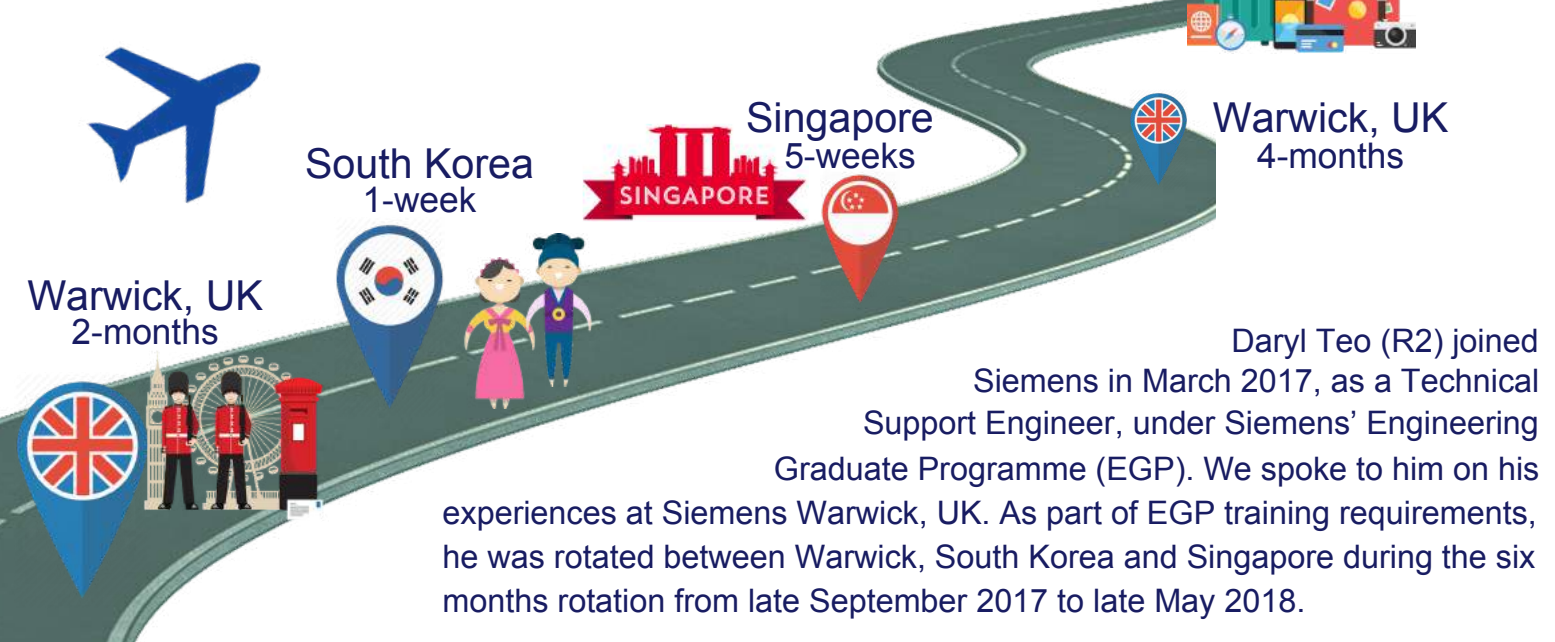 Warwick, UK
2-months
South Korea
1-week
SINGAPORE
Singapore
5-weeks
Warwick, UK
4-months
Daryl Teo (R2) joined
Siemens in March 2017, as a Technical
Support Engineer, under Siemens’ Engineering
Graduate Programme (EGP). We spoke to him on his
experiences at Siemens Warwick, UK. As part of EGP training requirements,
he was rotated between Warwick, South Korea and Singapore during the six
months rotation from late September 2017 to late May 2018.